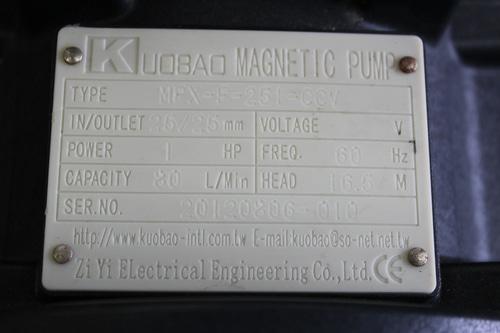 KUOBAO MAGNETIC PUMP
TYPE MPX-F-251-CCV
IN/OUTLET 25/25 mm VOLTAGE V
POWER 1 HP FREQ. 60 Hz
CAPACITY L/Min HEAD 16.5 M
SER.NO. 20120806-010
http://www.kuobao-intl.com.tw E-mail:kuobao@so-net.net.tw
Zi Yi ELectrical Engineering Co.,Ltd. CE